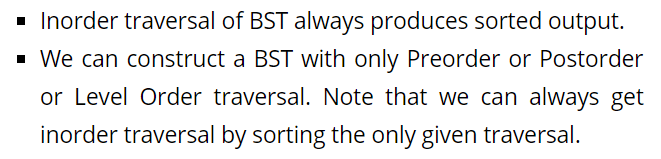 ▪ Inorder traversal of BST always produces sorted output.
▪ We can construct a BST with only Preorder or Postorder
or Level Order traversal. Note that we can always get
inorder traversal by sorting the only given traversal.